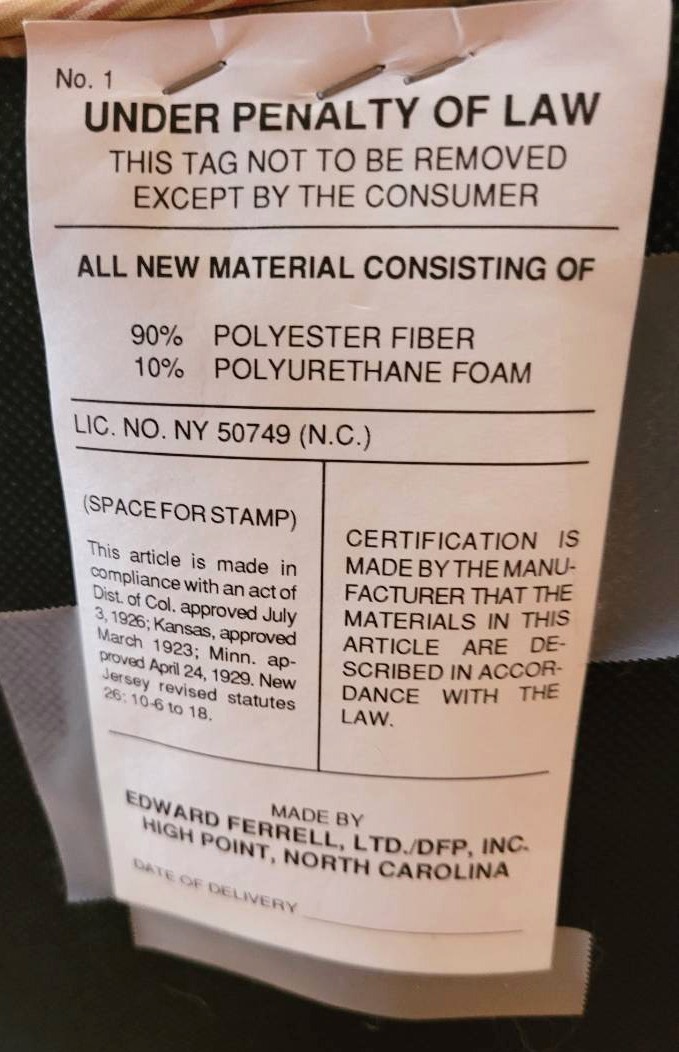 No. 1
UNDER PENALTY OF LAW
THIS TAG NOT TO BE REMOVED
EXCEPT BY THE CONSUMER
ALL NEW MATERIAL CONSISTING OF
90% POLYESTER FIBER
10% POLYURETHANE FOAM
LIC. NO. NY 50749 (N.C.)
(SPACE FOR STAMP)
This article is made in
compliance with an act of
Dist. of Col. approved July
3, 1926; Kansas, approved
March 1923; Minn. ap-
proved April 24, 1929. New
Jersey revised statutes
26: 10-6 to 18.
CERTIFICATION IS
MADE BY THE MANU-
FACTURER THAT THE
MATERIALS IN THIS
ARTICLE ARE DE-
SCRIBED IN ACCOR-
DANCE WITH THE
LAW.
MADE BY
EDWARD FERRELL, LTD./DFP, INC.
HIGH POINT, NORTH CAROLINA
DATE OF DELIVERY